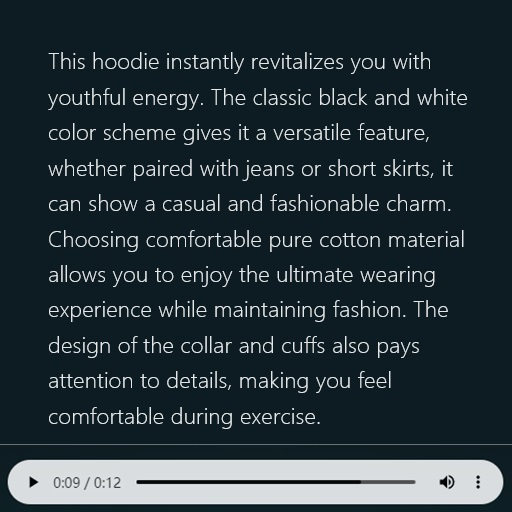 This hoodie instantly revitalizes you with
youthful energy. The classic black and white
color scheme gives it a versatile feature,
whether paired with jeans or short skirts, it
can show a casual and fashionable charm.
Choosing comfortable pure cotton material
allows you to enjoy the ultimate wearing
experience while maintaining fashion. The
design of the collar and cuffs also pays
attention to details, making you feel
comfortable during exercise.
0:09 / 0:12